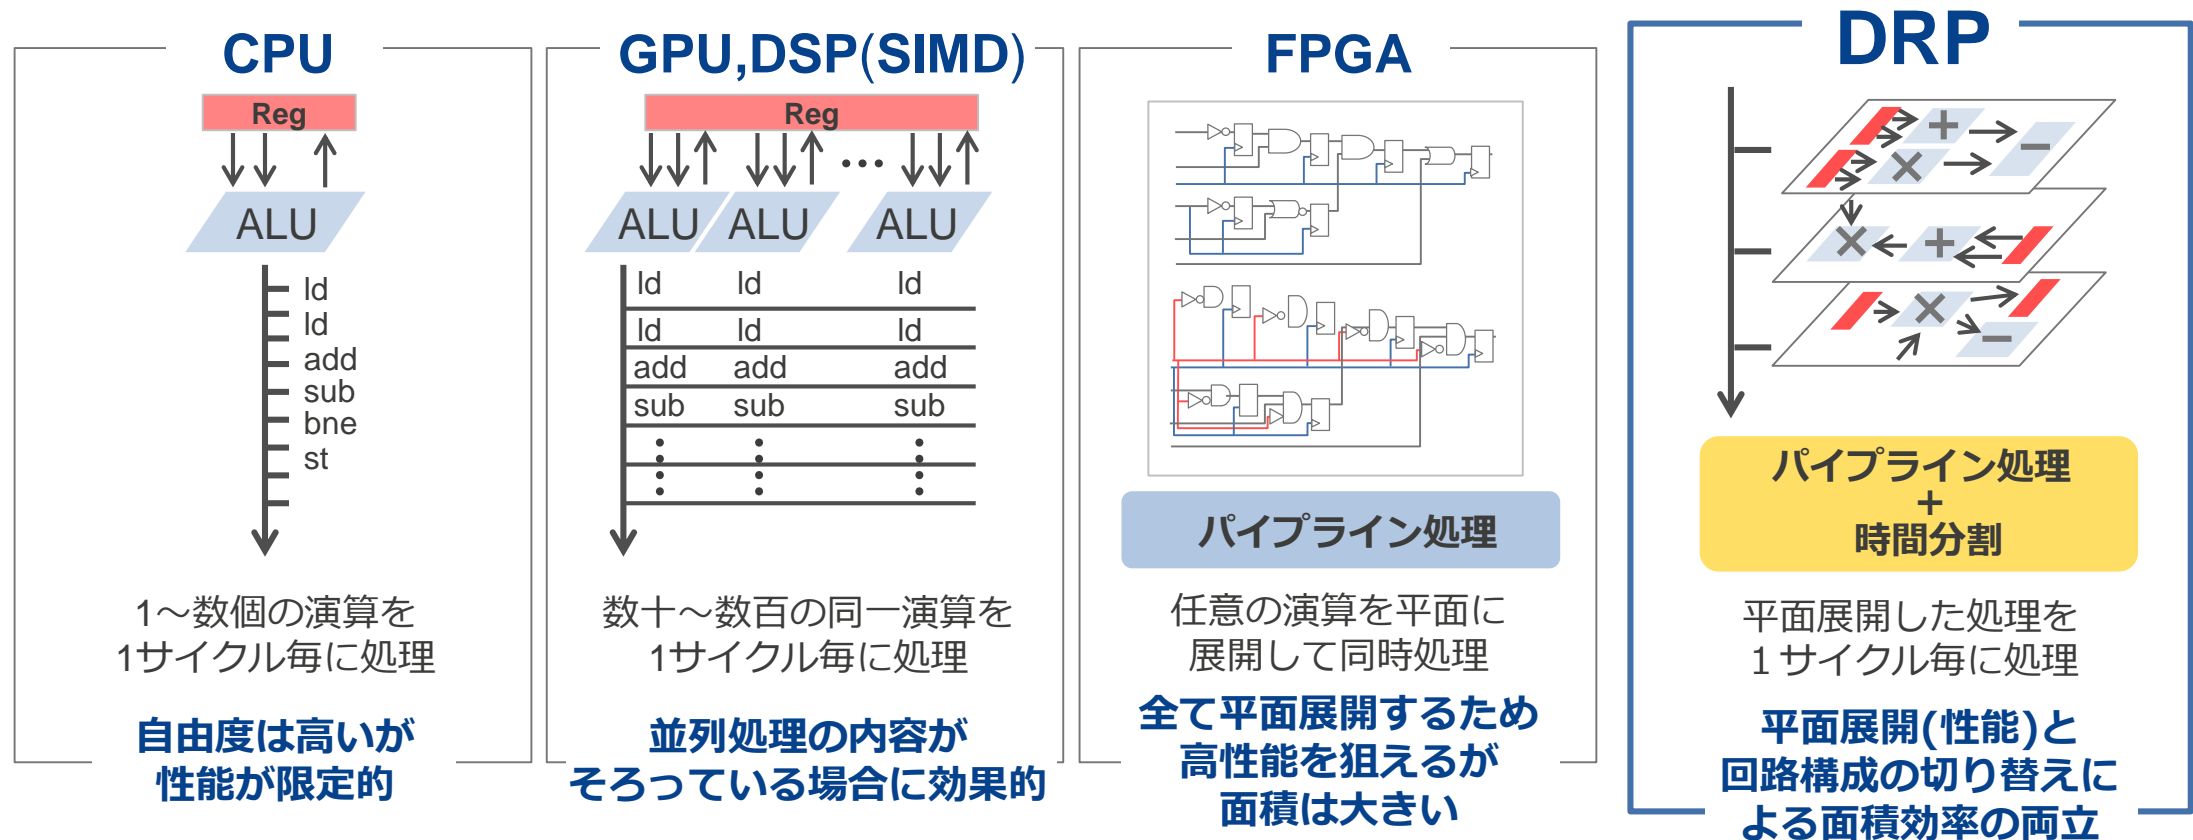 CPU
Reg
ALU
ld
ld
add
sub
bne
st
1～数個の演算を
1サイクル毎に処理
自由度は高いが
性能が限定的
GPU,DSP(SIMD)
Reg
•••
ALU ALU ALU
ld ld ld
ld ld ld
add add add
sub sub sub
数十～数百の同一演算を
1サイクル毎に処理
並列処理の内容が
そろっている場合に効果的
FPGA
パイプライン処理
任意の演算を平面に
展開して同時処理
全て平面展開するため
高性能を狙えるが
面積は大きい
DRP
+ −
×
× +
×
−
パイプライン処理
+
時間分割
平面展開した処理を
１サイクル毎に処理
平面展開(性能)と
回路構成の切り替えに
よる面積効率の両立